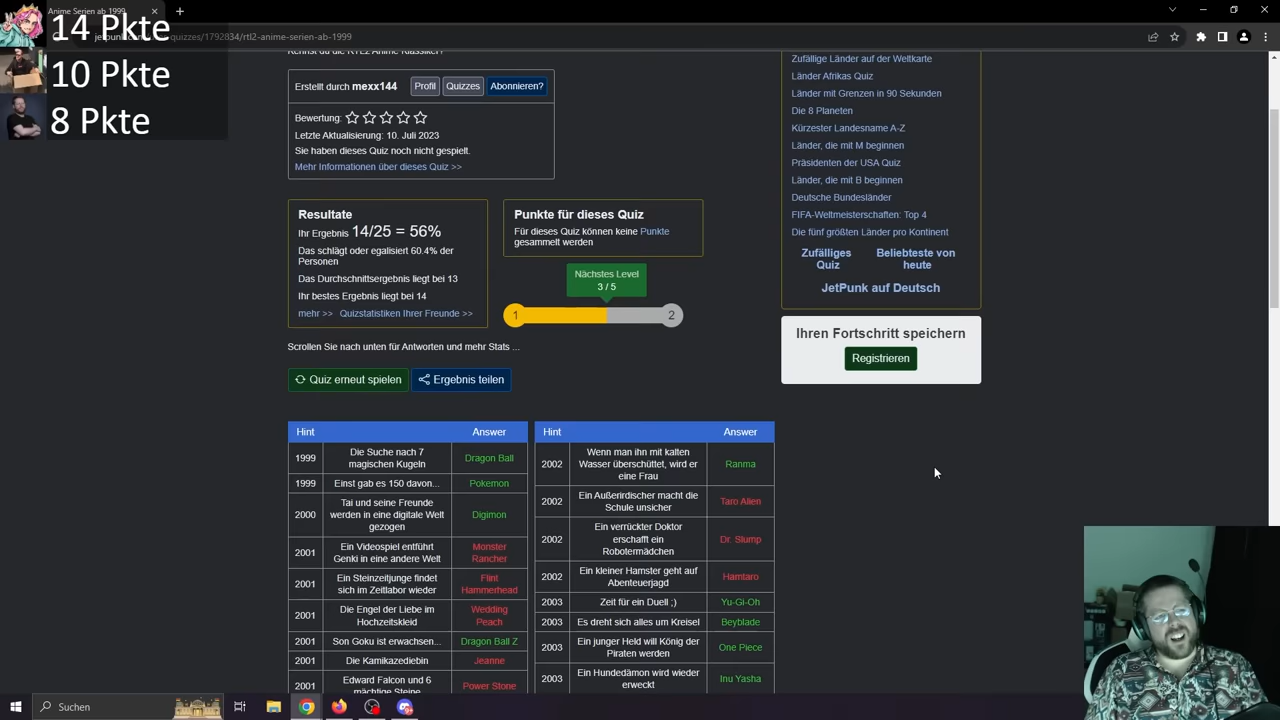 Anime Serien ab 1999
14 Pkte
quizzes/1792834/rtl2-anime-serien-ab-1999
10 Pkte
8 Pkte
Kennst du die RTL2 Anime Klassiker?
Erstellt durch mexx144 Profil Quizzes Abonnieren?
Bewertung:
Letzte Aktualisierung: 10. Juli 2023
Sie haben dieses Quiz noch nicht gespielt.
Mehr Informationen über dieses Quiz >>
Resultate
Ihr Ergebnis 14/25 = 56%
Das schlägt oder egalisiert 60.4% der
Personen
Das Durchschnittsergebnis liegt bei 13
Ihr bestes Ergebnis liegt bei 14
mehr >> Quizstatistiken Ihrer Freunde >>
Punkte für dieses Quiz
Für dieses Quiz können keine Punkte
gesammelt werden
Nächstes Level
3 / 5
1 2
Scrollen Sie nach unten für Antworten und mehr Stats ...
Quiz erneut spielen Ergebnis teilen
Hint Answer
1999 Die Suche nach 7
magischen Kugeln Dragon Ball
1999 Einst gab es 150 davon... Pokemon
2000 Tai und seine Freunde
werden in eine digitale Welt
gezogen Digimon
2001 Ein Videospiel entführt
Genki in eine andere Welt Monster
Rancher
2001 Ein Steinzeitjunge findet
sich im Zeitlabor wieder Flint
Hammerhead
2001 Die Engel der Liebe im
Hochzeitskleid Wedding
Peach
2001 Son Goku ist erwachsen... Dragon Ball Z
2001 Die Kamikazediebin Jeanne
2001 Edward Falcon und 6
mächtige Steine Power Stone
Hint Answer
2002 Wenn man ihn mit kalten
Wasser überschüttet, wird er
eine Frau Ranma
2002 Ein Außerirdischer macht die
Schule unsicher Taro Alien
2002 Ein verrückter Doktor
erschafft ein
Robotermädchen Dr. Slump
2002 Ein kleiner Hamster geht auf
Abenteuerjagd Hamtaro
2003 Zeit für ein Duell ;) Yu-Gi-Oh
2003 Es dreht sich alles um Kreisel Beyblade
2003 Ein junger Held will König der
Piraten werden One Piece
2003 Ein Hundedämon wird wieder
erweckt Inu Yasha
Zufällige Länder auf der Weltkarte
Länder Afrikas Quiz
Länder mit Grenzen in 90 Sekunden
Die 8 Planeten
Kürzester Landesname A-Z
Länder, die mit M beginnen
Präsidenten der USA Quiz
Länder, die mit B beginnen
Deutsche Bundesländer
FIFA-Weltmeisterschaften: Top 4
Die fünf größten Länder pro Kontinent
Zufälliges
Quiz
Beliebteste von
heute
JetPunk auf Deutsch
Ihren Fortschritt speichern
Registrieren
Suchen